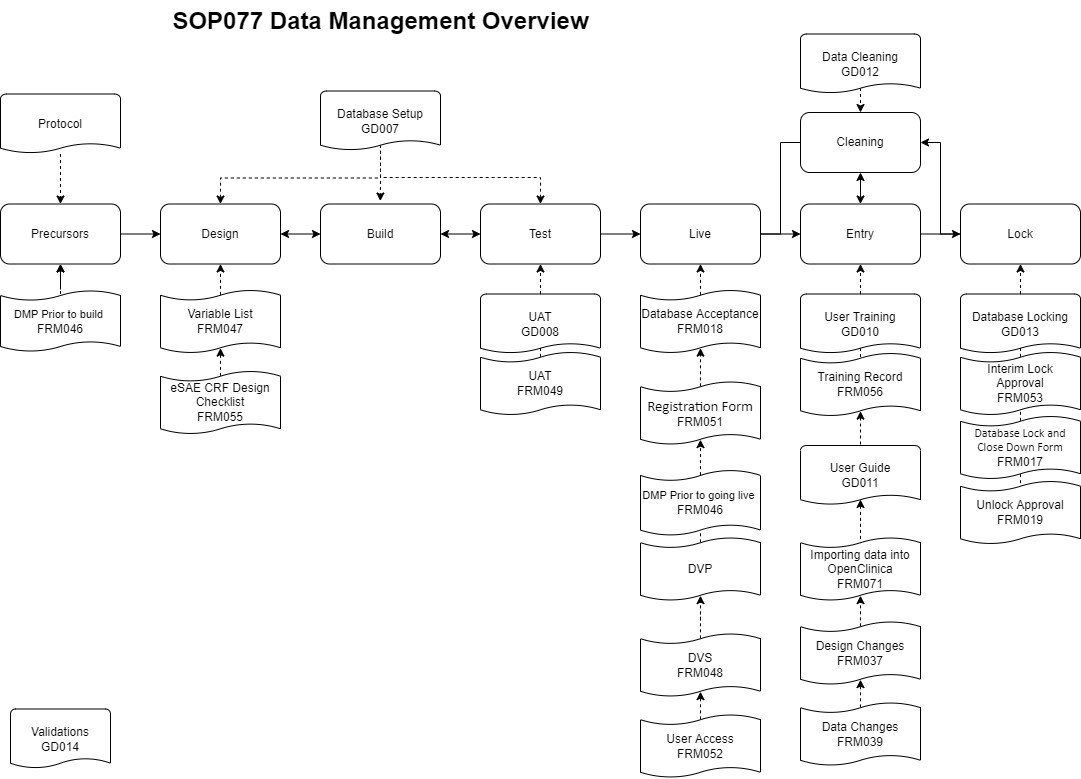 SOP077 Data Management Overview
Data Cleaning
GD012
Protocol
Database Setup
GD007
Cleaning
Precursors
Design
Build
Test
Live
Entry
Lock
DMP Prior to build
FRM046
Variable List
FRM047
eSAE CRF Design
Checklist
FRM055
UAT
GD008
UAT
FRM049
Database Acceptance
FRM018
Registration Form
FRM051
DMP Prior to going live
FRM046
DVP
DVS
FRM048
User Access
FRM052
User Training
GD010
Training Record
FRM056
User Guide
GD011
Importing data into
OpenClinica
FRM071
Design Changes
FRM037
Data Changes
FRM039
Database Locking
GD013
Interim Lock
Approval
FRM053
Database Lock and
Close Down Form
FRM017
Unlock Approval
FRM019
Validations
GD014